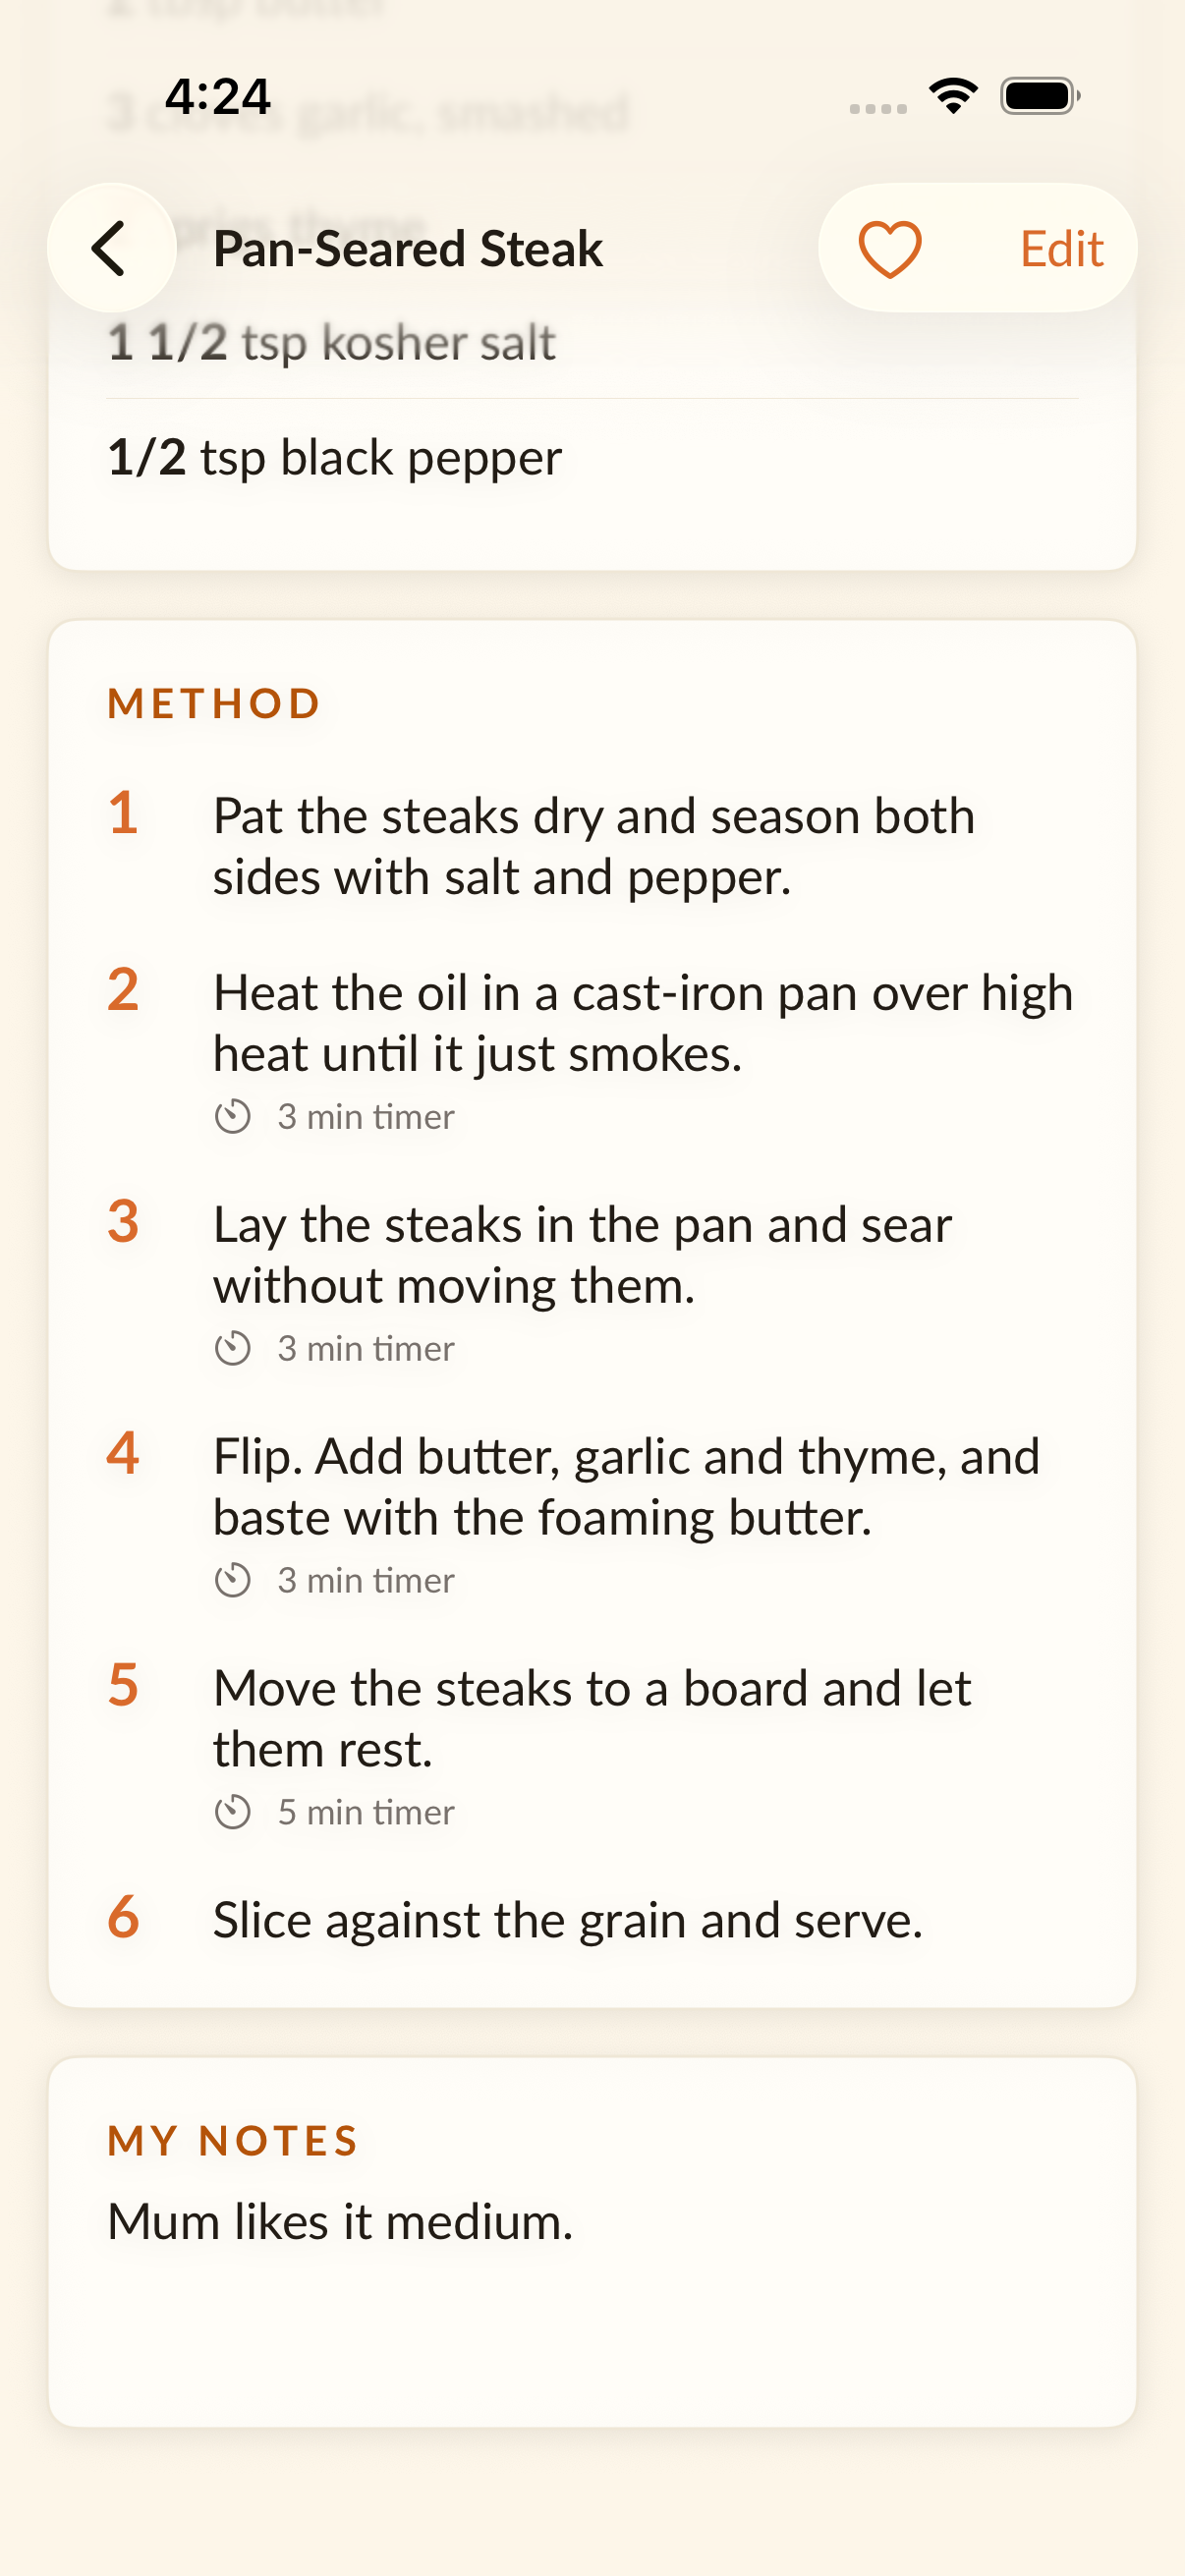 4:24
3 cloves garlic, smashed
Pan-Seared Steak
Edit
thyme
1 1/2 tsp kosher salt
1/2 tsp black pepper
METHOD
1 Pat the steaks dry and season both
sides with salt and pepper.
2 Heat the oil in a cast-iron pan over high
heat until it just smokes.
3 min timer
3 Lay the steaks in the pan and sear
without moving them.
3 min timer
4 Flip. Add butter, garlic and thyme, and
baste with the foaming butter.
3 min timer
5 Move the steaks to a board and let
them rest.
5 min timer
6 Slice against the grain and serve.
MY NOTES
Mum likes it medium.